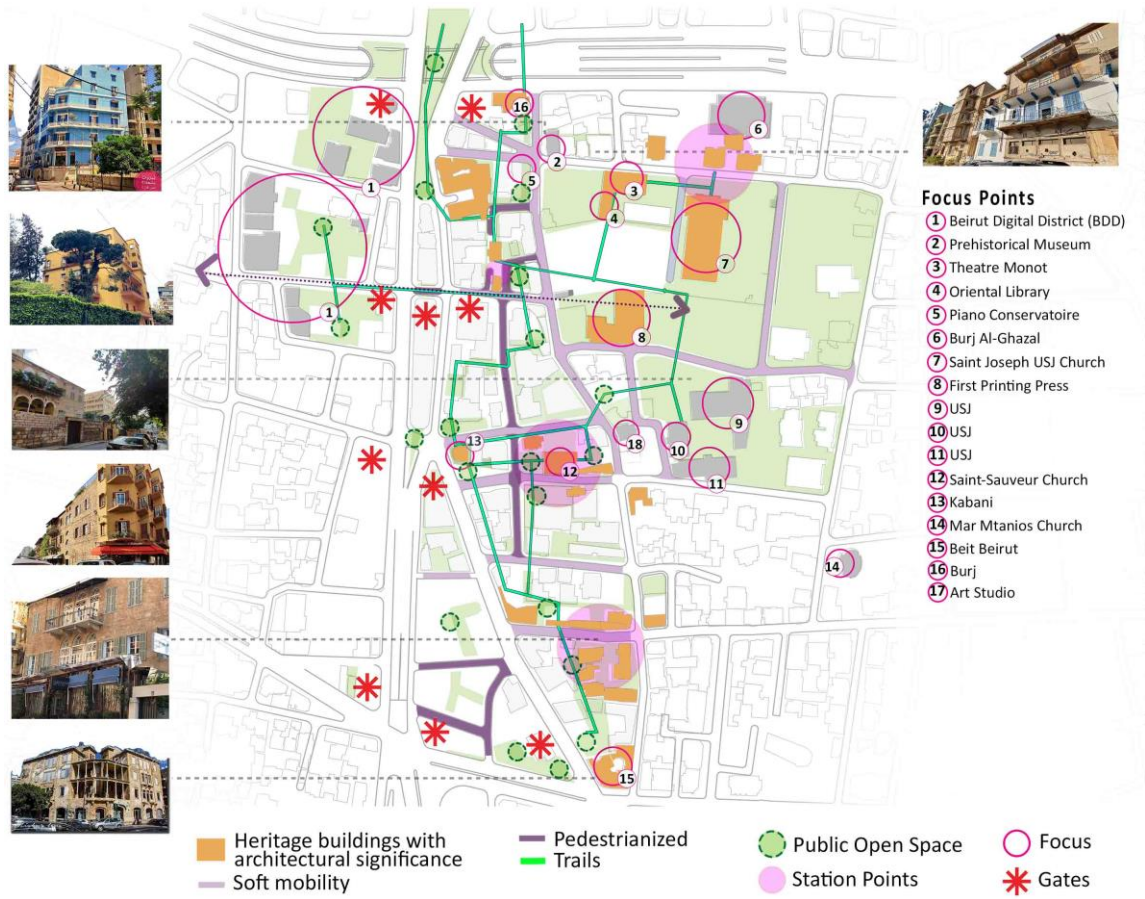 16
6
2
1
5
3
4
7
1
8
9
13
18
10
12
11
14
15
Focus Points
1 Beirut Digital District (BDD)
2 Prehistorical Museum
3 Theatre Monot
4 Oriental Library
5 Piano Conservatoire
6 Burj Al-Ghazal
7 Saint Joseph USJ Church
8 First Printing Press
9 USJ
10 USJ
11 USJ
12 Saint-Sauveur Church
13 Kabani
14 Mar Mtanios Church
15 Beit Beirut
16 Burj
17 Art Studio
Heritage buildings with
architectural significance
Soft mobility
Pedestrianized
Trails
Public Open Space
Station Points
Focus
Gates